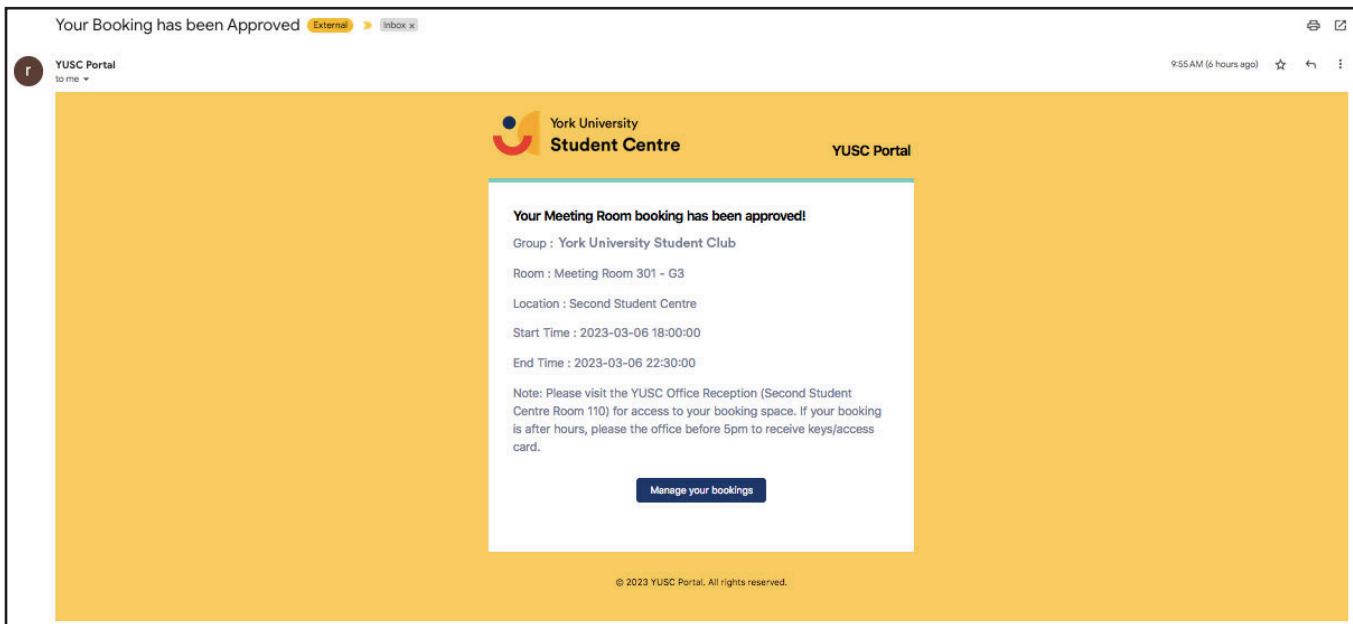 Your Booking has been Approved External Inbox x
r
YUSC Portal 9:55 AM (6 hours ago)
to me
York University
Student Centre
YUSC Portal
Your Meeting Room booking has been approved!
Group : York University Student Club
Room : Meeting Room 301 - G3
Location : Second Student Centre
Start Time : 2023-03-06 18:00:00
End Time : 2023-03-06 22:30:00
Note: Please visit the YUSC Office Reception (Second Student
Centre Room 110) for access to your booking space. If your booking
is after hours, please the office before 5pm to receive keys/access
card.
Manage your bookings
© 2023 YUSC Portal. All rights reserved.